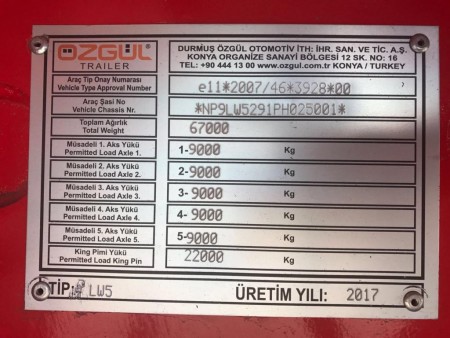 ÖZGÜL
TRAILER
DURMUŞ ÖZGÜL OTOMOTİV İTH: İHR. SAN. VE TİC. A.Ş.
KONYA ORGANIZE SANAYİ BÖLGESİ 12 SK. NO: 16
TEL: +90 444 13 00 www.ozgul.com.tr KONYA / TURKEY
Araç Tip Onay Numarası
Vehicle Type Approval Number
e11*2007/46*3928*00
Araç Şasi No
Vehicle Chassis Nr.
*NP9LW5291PH025001*
Toplam Ağırlık
Total Weight
67000
Müsadeli 1. Aks Yükü
Permitted Load Axle 1.
1-9000 Kg
Müsadeli 2. Aks Yükü
Permitted Load Axle 2.
2-9000 Kg
Müsadeli 3. Aks Yükü
Permitted Load Axle 3.
3-9000 Kg
Müsadeli 4. Aks Yükü
Permitted Load Axle 4.
4-9000 Kg
Müsadeli 5. Aks Yükü
Permitted Load Axle 5.
5-9000 Kg
King Pimi Yükü
Permitted Load King Pin
22000 Kg
TİP: LW5 ÜRETİM YILI: 2017